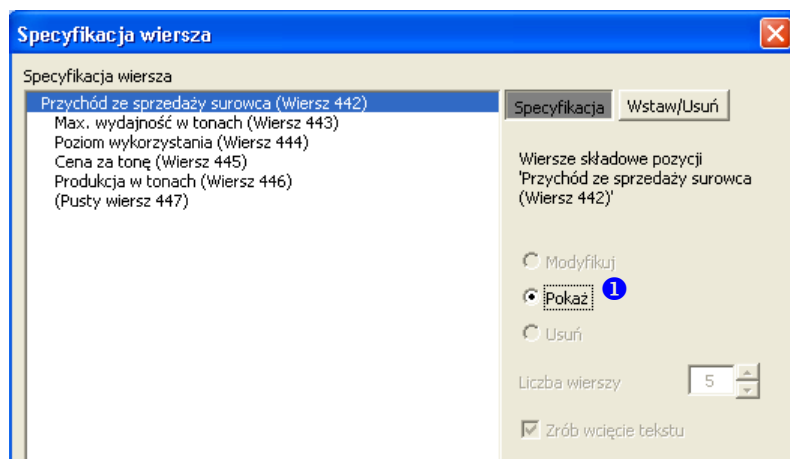 Specyfikacja wiersza
Specyfikacja wiersza
Przychód ze sprzedaży surowca (Wiersz 442)
Max. wydajność w tonach (Wiersz 443)
Poziom wykorzystania (Wiersz 444)
Cena za tonę (Wiersz 445)
Produkcja w tonach (Wiersz 446)
(Pusty wiersz 447)
Specyfikacja Wstaw/Usuń
Wiersze składowe pozycji
'Przychód ze sprzedaży surowca
(Wiersz 442)'
Modyfikuj
Pokaż 1
Usuń
Liczba wierszy 5
Zrób wcięcie tekstu